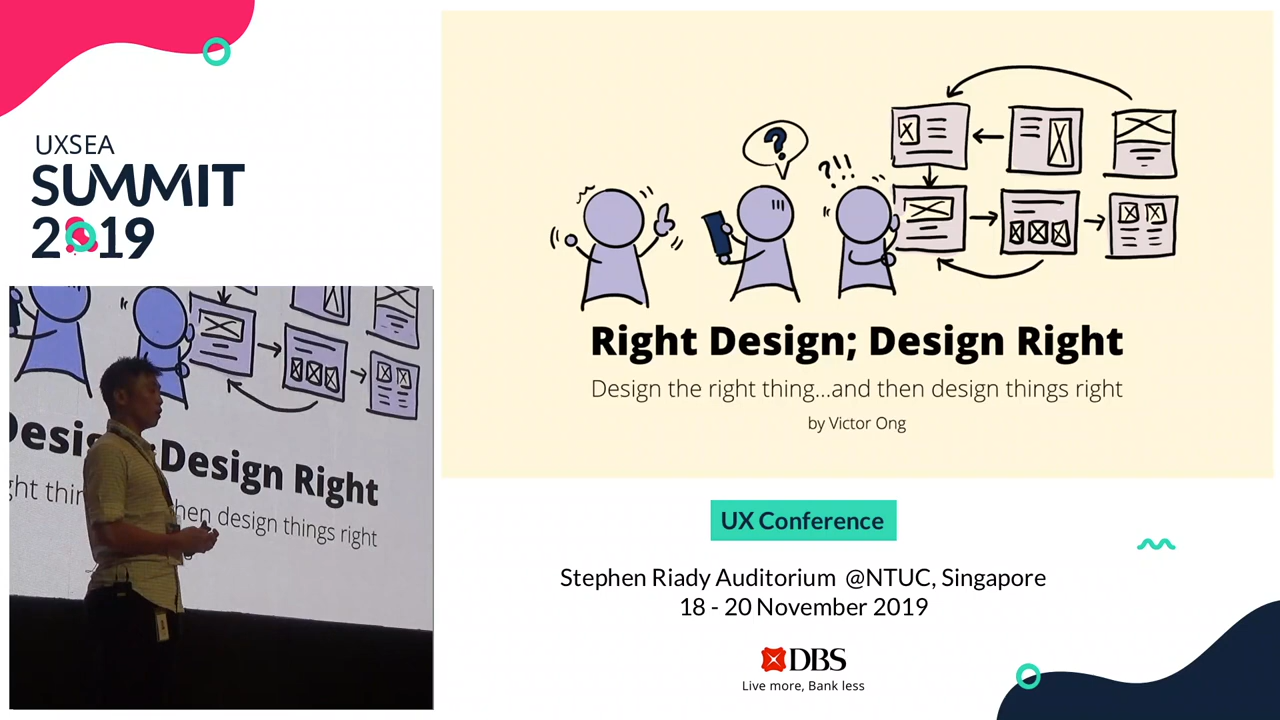 UXSEA
SUMMIT
2019
?
?!!
Right Design; Design Right
Design the right thing...and then design things right
by Victor Ong
Design Right
then design things right
UX Conference
Stephen Riady Auditorium @NTUC, Singapore
18 - 20 November 2019
DBS
Live more, Bank less